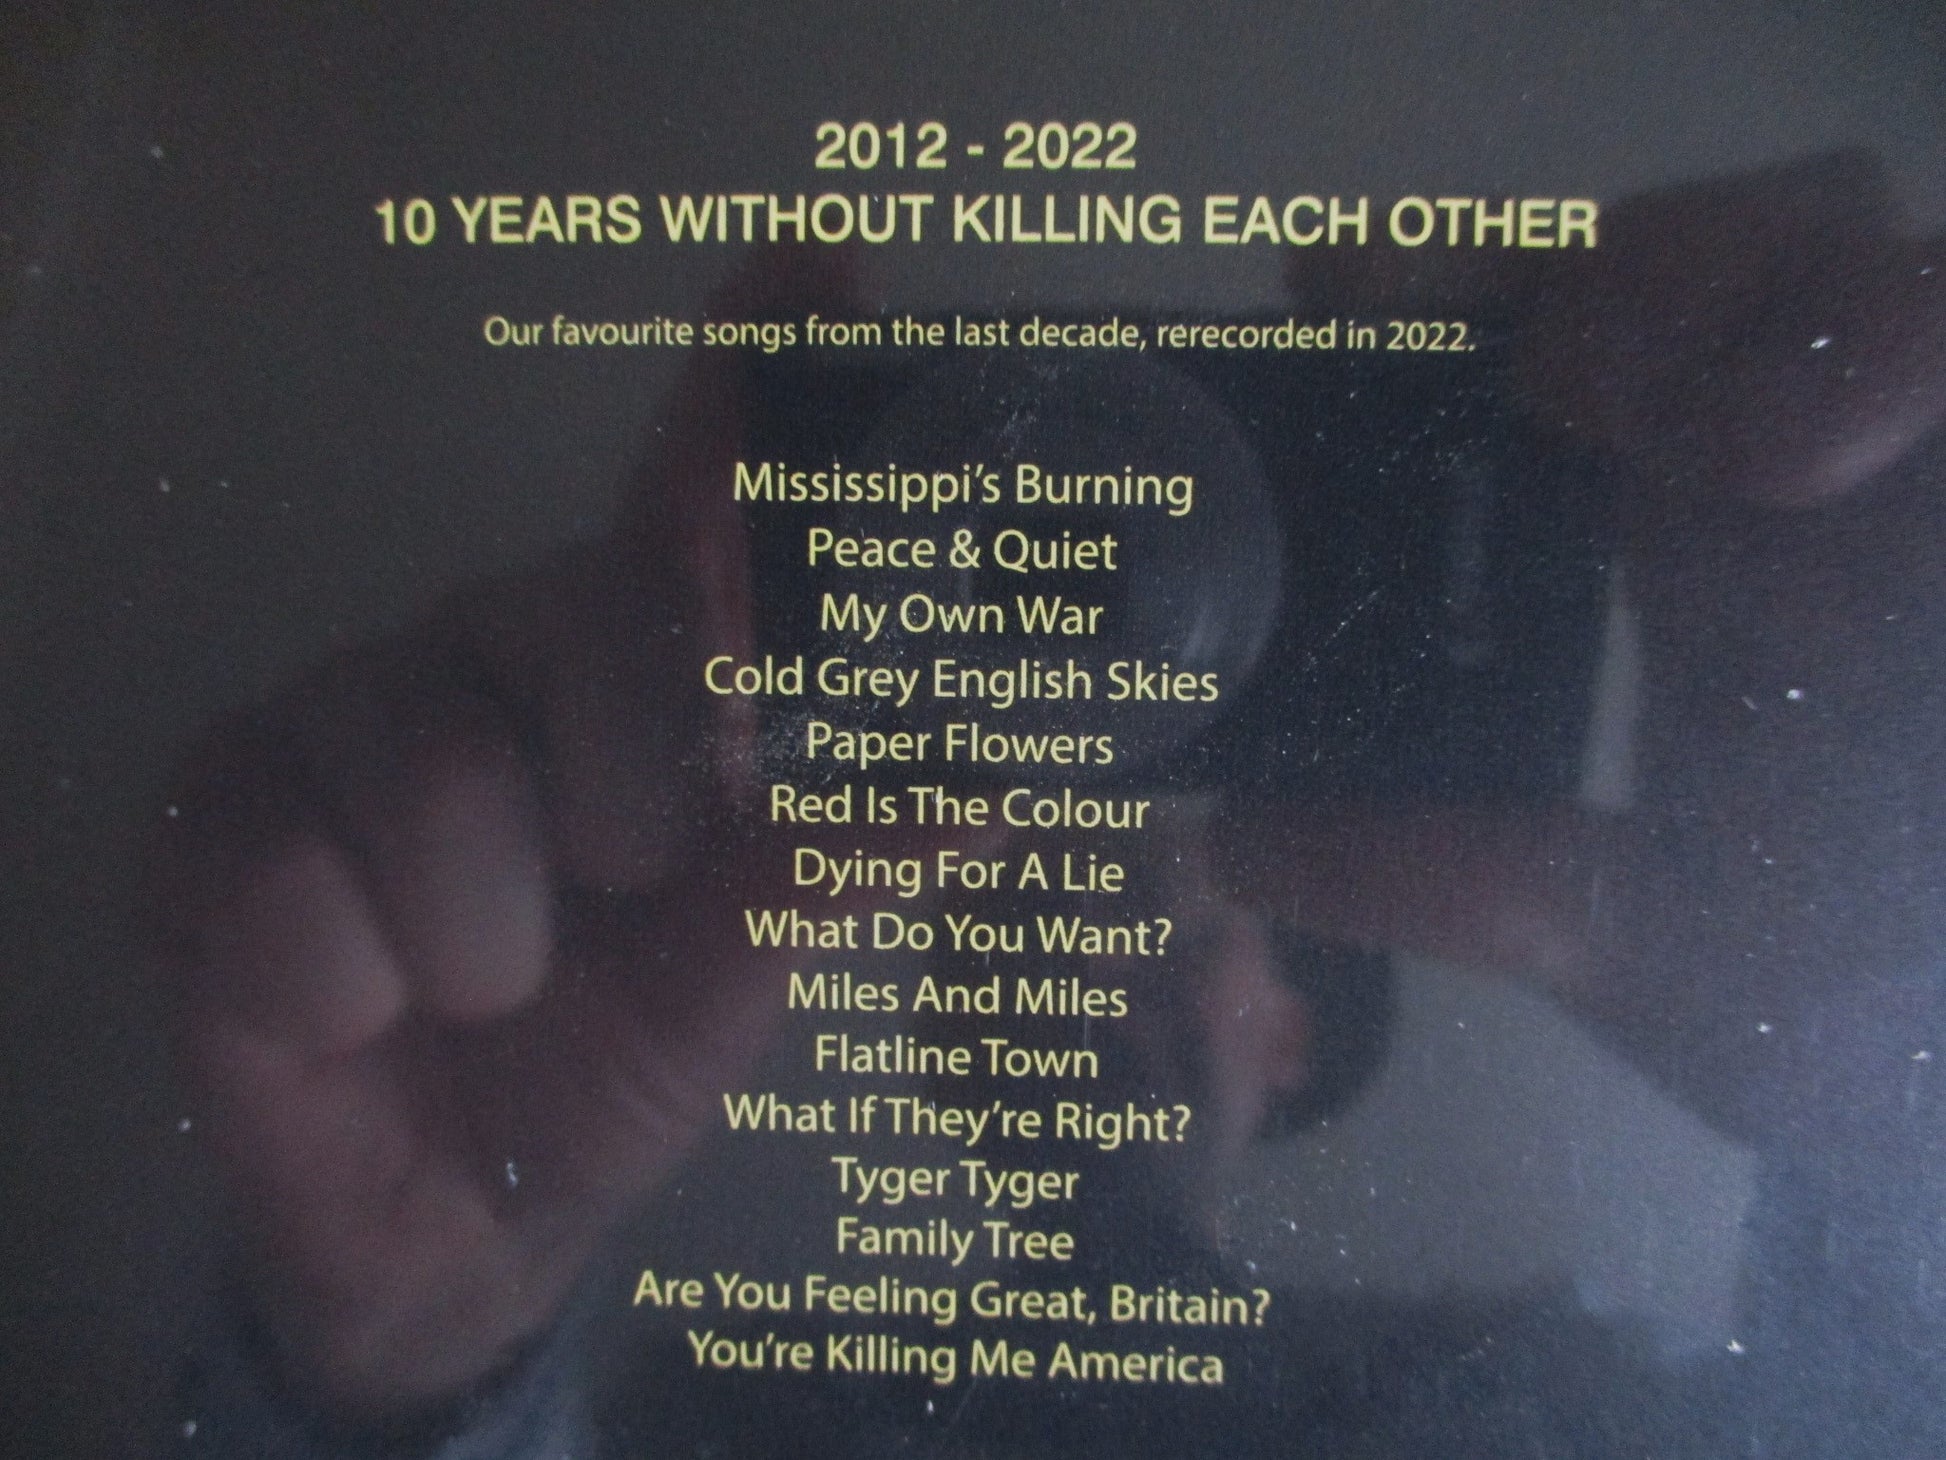 2012 - 2022
10 YEARS WITHOUT KILLING EACH OTHER
Our favourite songs from the last decade, rerecorded in 2022.
Mississippi’s Burning
Peace & Quiet
My Own War
Cold Grey English Skies
Paper Flowers
Red Is The Colour
Dying For A Lie
What Do You Want?
Miles And Miles
Flatline Town
What If They’re Right?
Tyger Tyger
Family Tree
Are You Feeling Great, Britain?
You’re Killing Me America